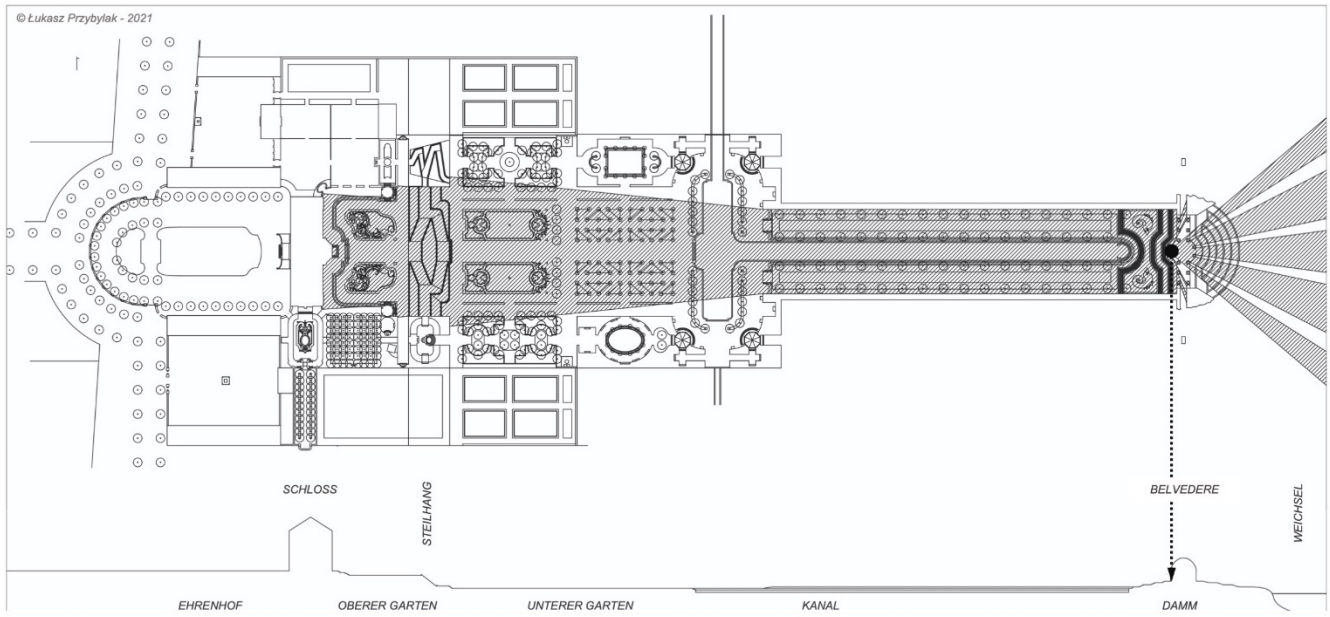 © Łukasz Przybylak - 2021
SCHLOSS
STEILHANG
BELVEDERE
WEICHSEL
EHRENHOF
OBERER GARTEN
UNTERER GARTEN
KANAL
DAMM